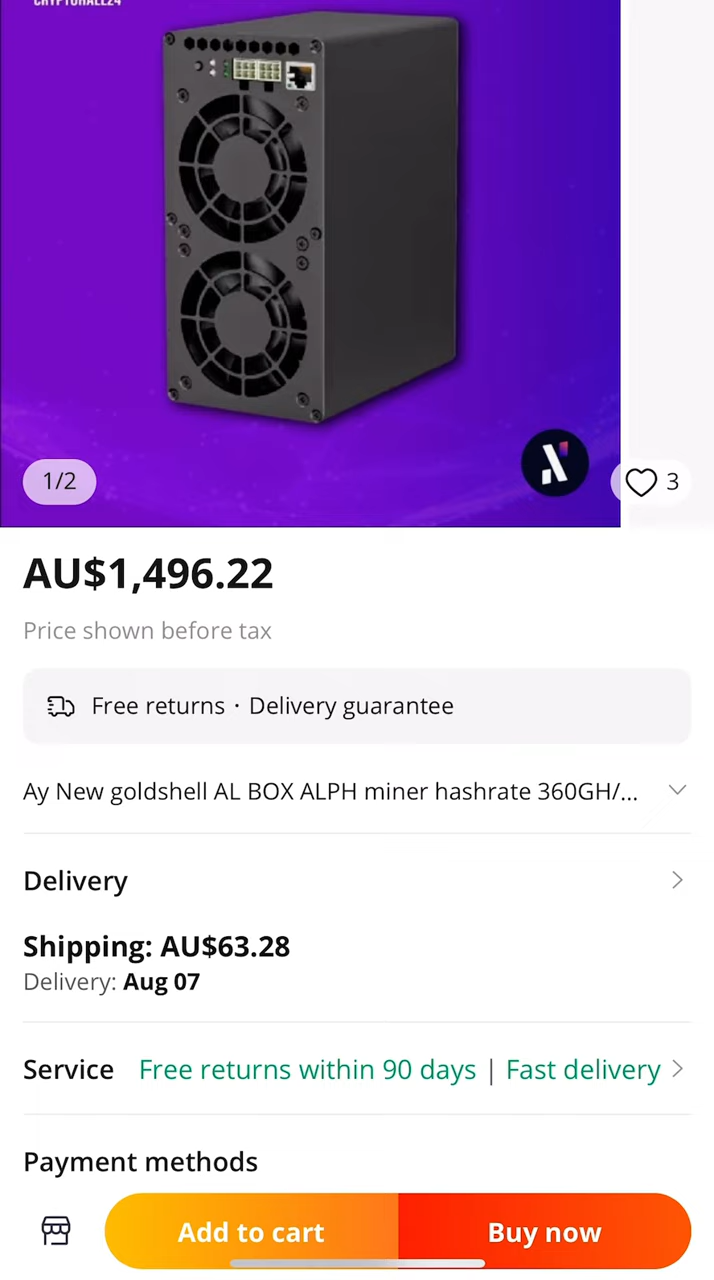 CRYPTOMALL24
1/2
3
AU$1,496.22
Price shown before tax
Free returns · Delivery guarantee
Ay New goldshell AL BOX ALPH miner hashrate 360GH/...
Delivery
Shipping: AU$63.28
Delivery: Aug 07
Service Free returns within 90 days | Fast delivery
Payment methods
Add to cart
Buy now